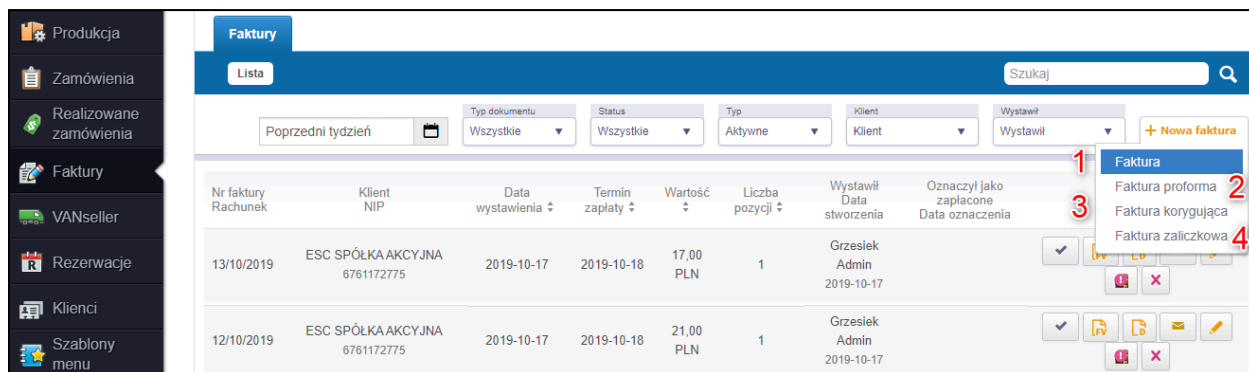 Produkcja
Zamówienia
Realizowane
zamówienia
Faktury
VANseller
Rezerwacje
Klienci
Szablony
menu
Faktury
Lista
Szukaj
Poprzedni tydzień
Typ dokumentu
Wszystkie
Status
Wszystkie
Typ
Aktywne
Klient
Klient
Wystawił
Wystawił
+ Nowa faktura
1 Faktura
Faktura proforma 2
3 Faktura korygująca
Faktura zaliczkowa 4
Nr faktury
Rachunek
Klient
NIP
Data
wystawienia
Termin
zapłaty
Wartość
Liczba
pozycji
Wystawił
Data
stworzenia
Oznaczył jako
zapłacone
Data oznaczenia
13/10/2019
ESC SPÓŁKA AKCYJNA
6761172775
2019-10-17
2019-10-18
17,00
PLN
1
Grzesiek
Admin
2019-10-17
12/10/2019
ESC SPÓŁKA AKCYJNA
6761172775
2019-10-17
2019-10-18
21,00
PLN
1
Grzesiek
Admin
2019-10-17
FV
D